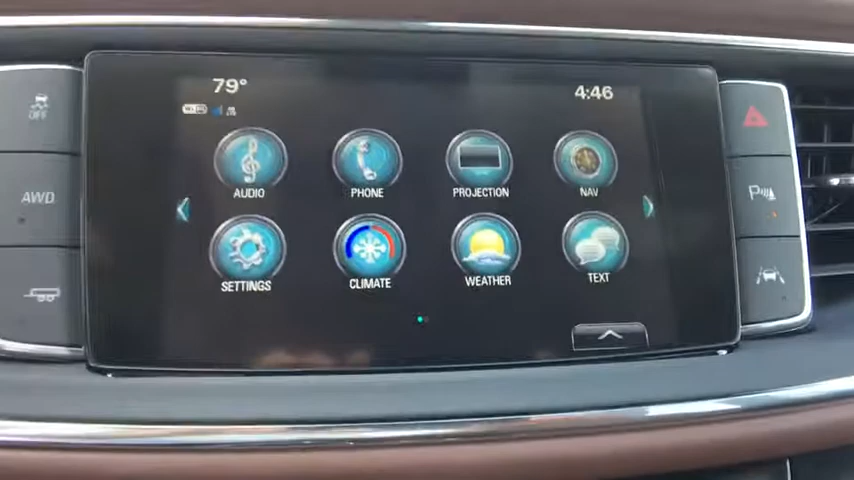 79°
4:46
OFF
AUDIO
PHONE
PROJECTION
NAV
AWD
SETTINGS
CLIMATE
WEATHER
TEXT